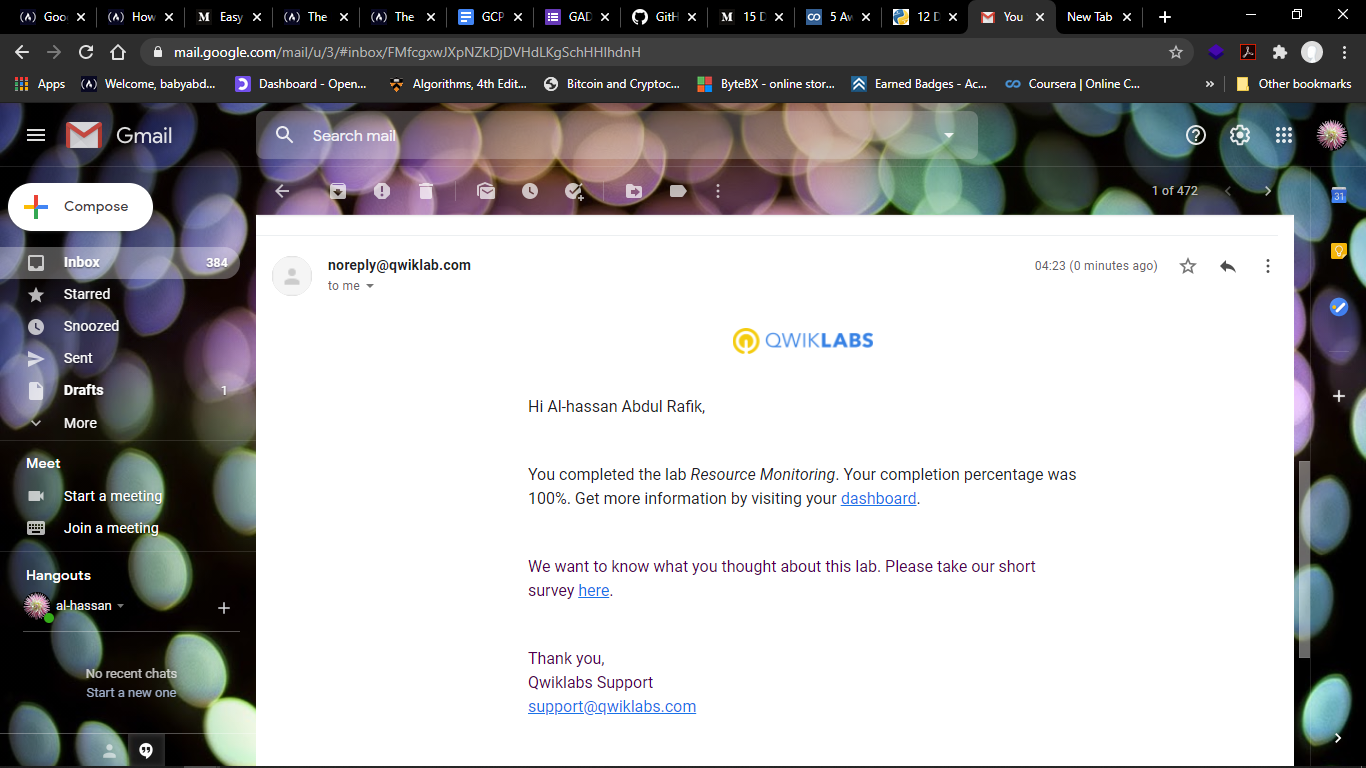 Goo
How
Easy
The
The
GCP
GAD
GitH
15 D
5 Aw
12 D
You
New Tab
mail.google.com/mail/u/3/#inbox/FMfcgxwJXpNZkDjDVHdLKgSchHHlhdnH
Apps
Welcome, babyabd...
Dashboard - Open...
Algorithms, 4th Edit...
Bitcoin and Cryptoc...
ByteBX - online stor...
Earned Badges - Ac...
Coursera | Online C...
»
Other bookmarks
Gmail
Search mail
Compose
1 of 472
Inbox 384
Starred
Snoozed
Sent
Drafts 1
More
Meet
Start a meeting
Join a meeting
Hangouts
al-hassan
No recent chats
Start a new one
noreply@qwiklab.com
to me
04:23 (0 minutes ago)
QWIKLABS
Hi Al-hassan Abdul Rafik,
You completed the lab Resource Monitoring. Your completion percentage was
100%. Get more information by visiting your dashboard.
We want to know what you thought about this lab. Please take our short
survey here.
Thank you,
Qwiklabs Support
support@qwiklabs.com
31